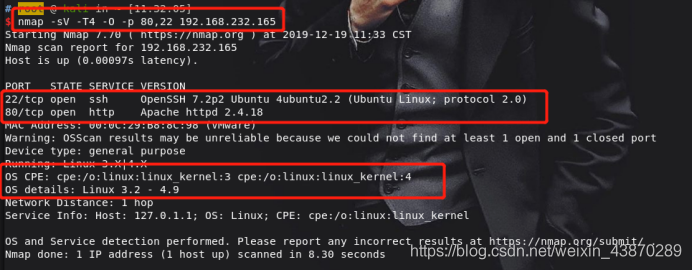 # root @ kali in ~ [11:32:05]
$ nmap -sV -T4 -O -p 80,22 192.168.232.165
Starting Nmap 7.70 ( https://nmap.org ) at 2019-12-19 11:33 CST
Nmap scan report for 192.168.232.165
Host is up (0.00097s latency).
PORT STATE SERVICE VERSION
22/tcp open ssh OpenSSH 7.2p2 Ubuntu 4ubuntu2.2 (Ubuntu Linux; protocol 2.0)
80/tcp open http Apache httpd 2.4.18
MAC Address: 00:0C:29:B8:8C:98 (VMware)
Warning: OSScan results may be unreliable because we could not find at least 1 open and 1 closed port
Device type: general purpose
Running: Linux 3.X|4.X
OS CPE: cpe:/o:linux:linux_kernel:3 cpe:/o:linux:linux_kernel:4
OS details: Linux 3.2 - 4.9
Network Distance: 1 hop
Service Info: Host: 127.0.1.1; OS: Linux; CPE: cpe:/o:linux:linux_kernel
OS and Service detection performed. Please report any incorrect results at https://nmap.org/submit/ .
Nmap done: 1 IP address (1 host up) scanned in 8.30 seconds
https://blog.csdn.net/weixin_43870289